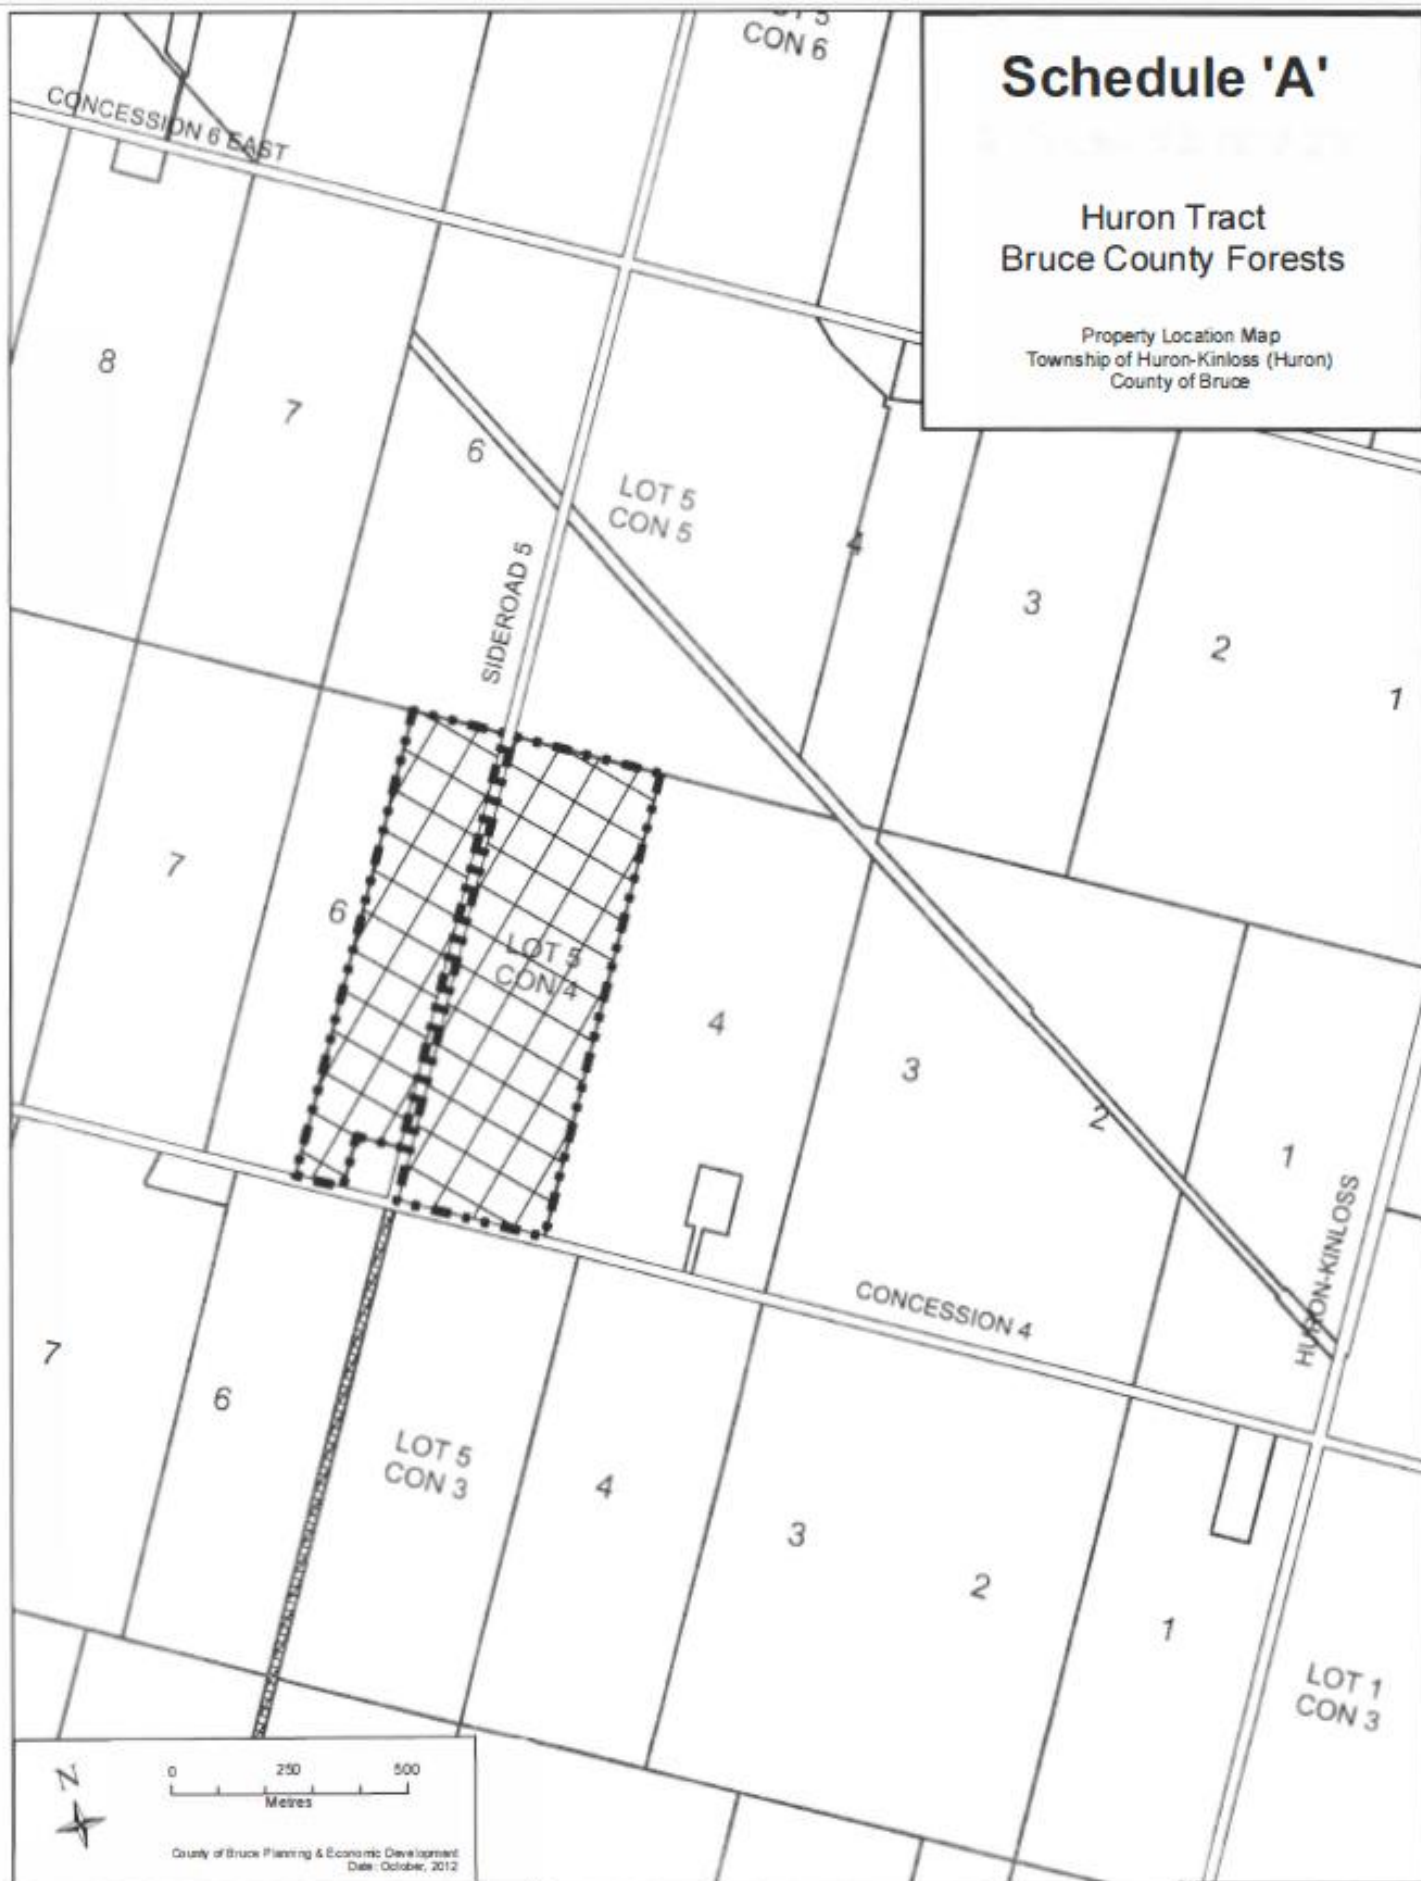 CON 6
Schedule 'A'
Huron Tract
Bruce County Forests
Property Location Map
Township of Huron-Kinloss (Huron)
County of Bruce
CONCESSION 6 EAST
8
7
6
LOT 5
CON 5
4
3
2
1
SIDEROAD 5
7
6
LOT 5
CON 4
4
3
2
1
HURON-KINLOSS
CONCESSION 4
7
6
LOT 5
CON 3
4
3
2
1
LOT 1
CON 3
N
0 250 500
Metres
County of Bruce Planning & Economic Development
Date: October, 2012